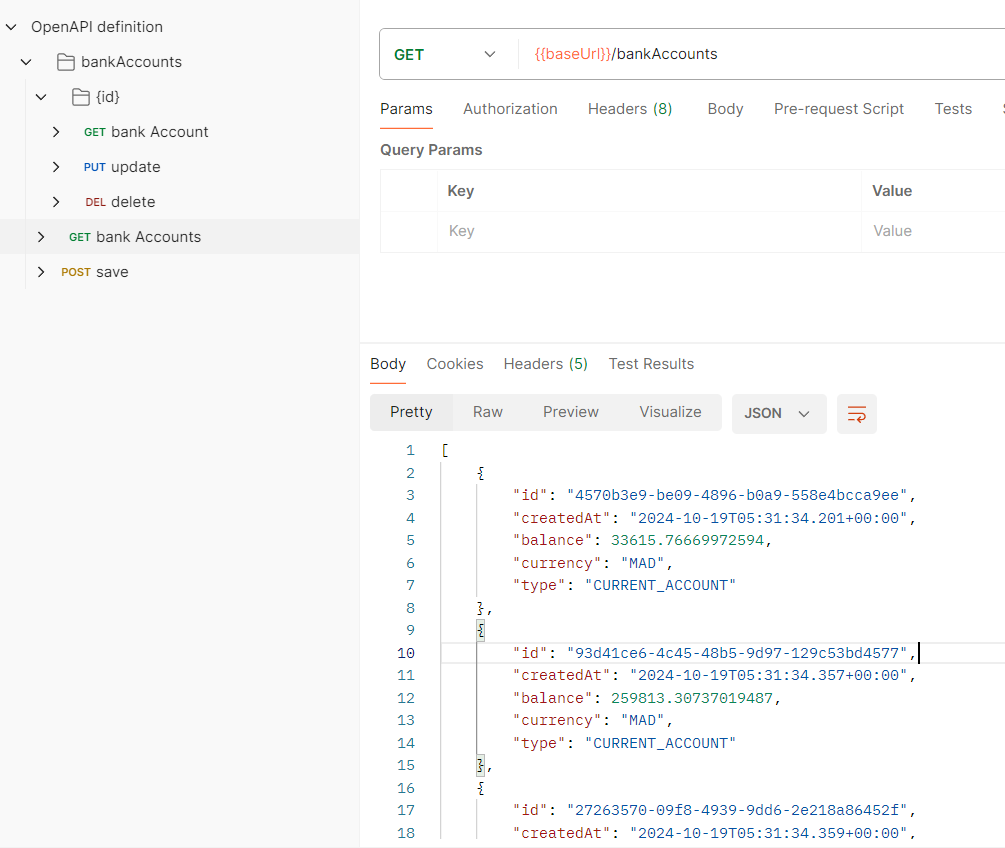 OpenAPI definition
bankAccounts
{id}
GET bank Account
PUT update
DEL delete
GET bank Accounts
POST save
GET {{baseUrl}}/bankAccounts
Params Authorization Headers (8) Body Pre-request Script Tests
Query Params
Key Value
Key Value
Body Cookies Headers (5) Test Results
Pretty Raw Preview Visualize JSON
1 [
2 {
3 "id": "4570b3e9-be09-4896-b0a9-558e4bcca9ee",
4 "createdAt": "2024-10-19T05:31:34.201+00:00",
5 "balance": 33615.76669972594,
6 "currency": "MAD",
7 "type": "CURRENT_ACCOUNT"
8 },
9 {
10 "id": "93d41ce6-4c45-48b5-9d97-129c53bd4577",
11 "createdAt": "2024-10-19T05:31:34.357+00:00",
12 "balance": 259813.30737019487,
13 "currency": "MAD",
14 "type": "CURRENT_ACCOUNT"
15 },
16 {
17 "id": "27263570-09f8-4939-9dd6-2e218a86452f",
18 "createdAt": "2024-10-19T05:31:34.359+00:00",